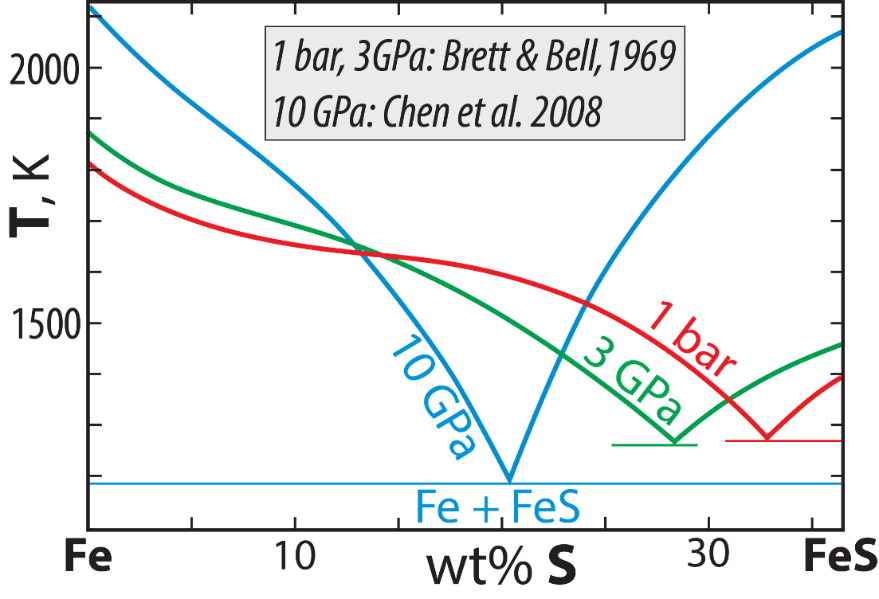 1 bar, 3GPa: Brett & Bell,1969
10 GPa: Chen et al. 2008
2000
T, K
1500
1 bar
3 GPa
10 GPa
Fe + FeS
Fe
10
wt% S
30
FeS